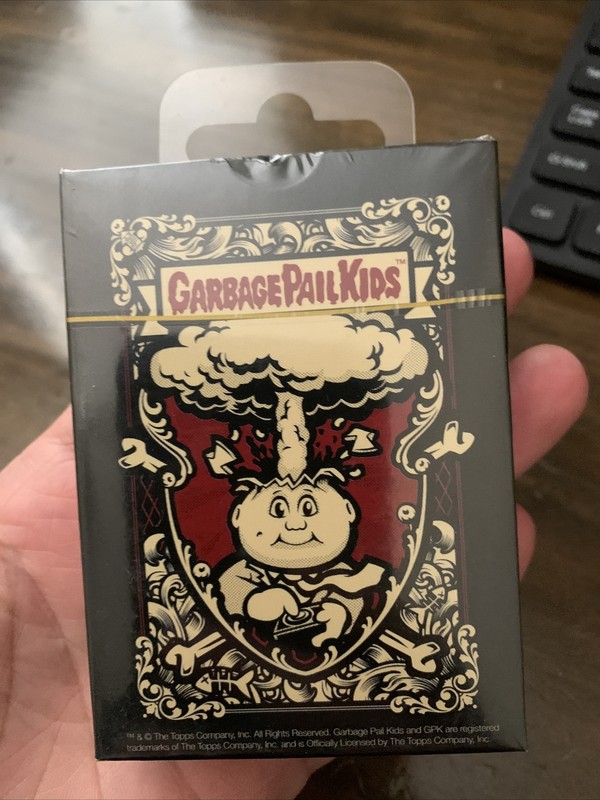 GARBAGE PAIL KIDS™
™ & © The Topps Company, Inc. All Rights Reserved. Garbage Pail Kids and GPK are registered
trademarks of The Topps Company, Inc. and is Officially Licensed by The Topps Company, Inc.